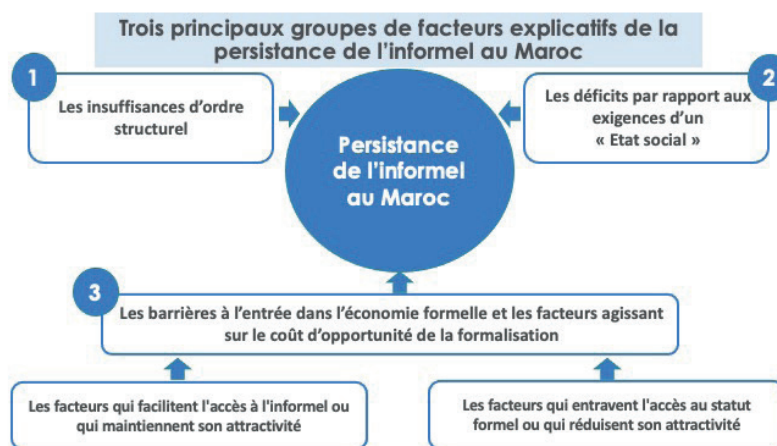 Trois principaux groupes de facteurs explicatifs de la
persistance de l’informel au Maroc
1
Les insuffisances d’ordre
structurel
2
Les déficits par rapport aux
exigences d’un
« Etat social »
Persistance
de l’informel
au Maroc
3
Les barrières à l’entrée dans l’économie formelle et les facteurs agissant
sur le coût d’opportunité de la formalisation
Les facteurs qui facilitent l'accès à l'informel ou
qui maintiennent son attractivité
Les facteurs qui entravent l’accès au statut
formel ou qui réduisent son attractivité